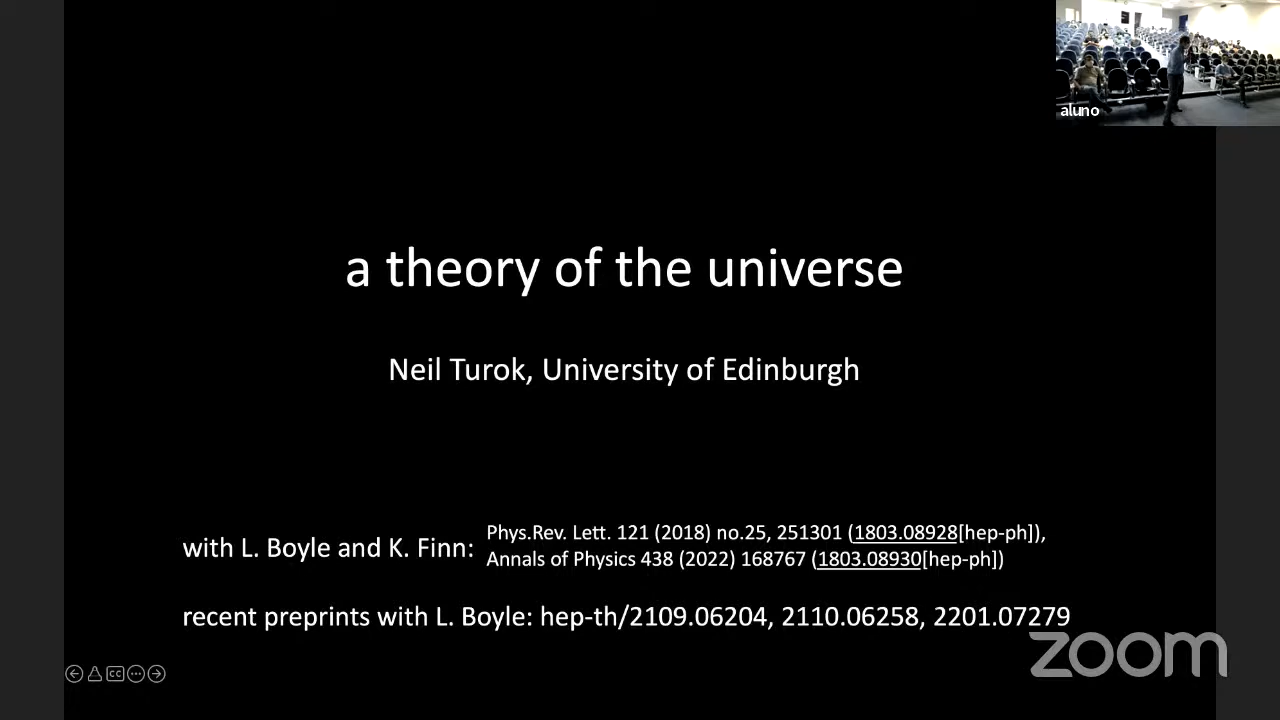 aluno
a theory of the universe
Neil Turok, University of Edinburgh
with L. Boyle and K. Finn:
Phys.Rev. Lett. 121 (2018) no.25, 251301 (1803.08928[hep-ph]),
Annals of Physics 438 (2022) 168767 (1803.08930[hep-ph])
recent preprints with L. Boyle: hep-th/2109.06204, 2110.06258, 2201.07279
zoom
CC